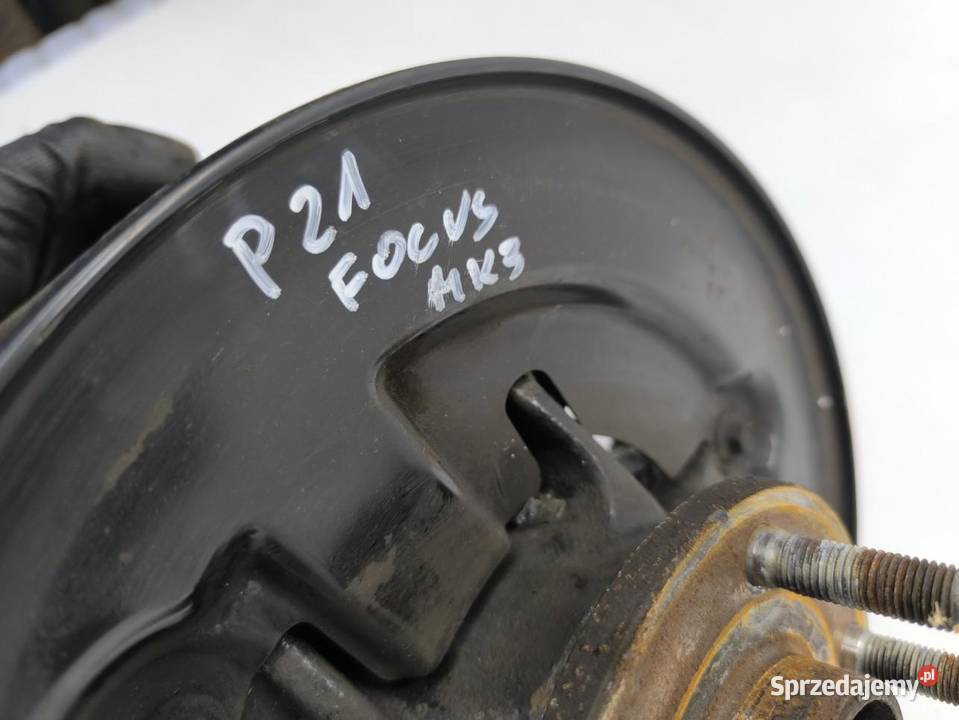 P21
FOCUS
MK3
Sprzedajemy.pl